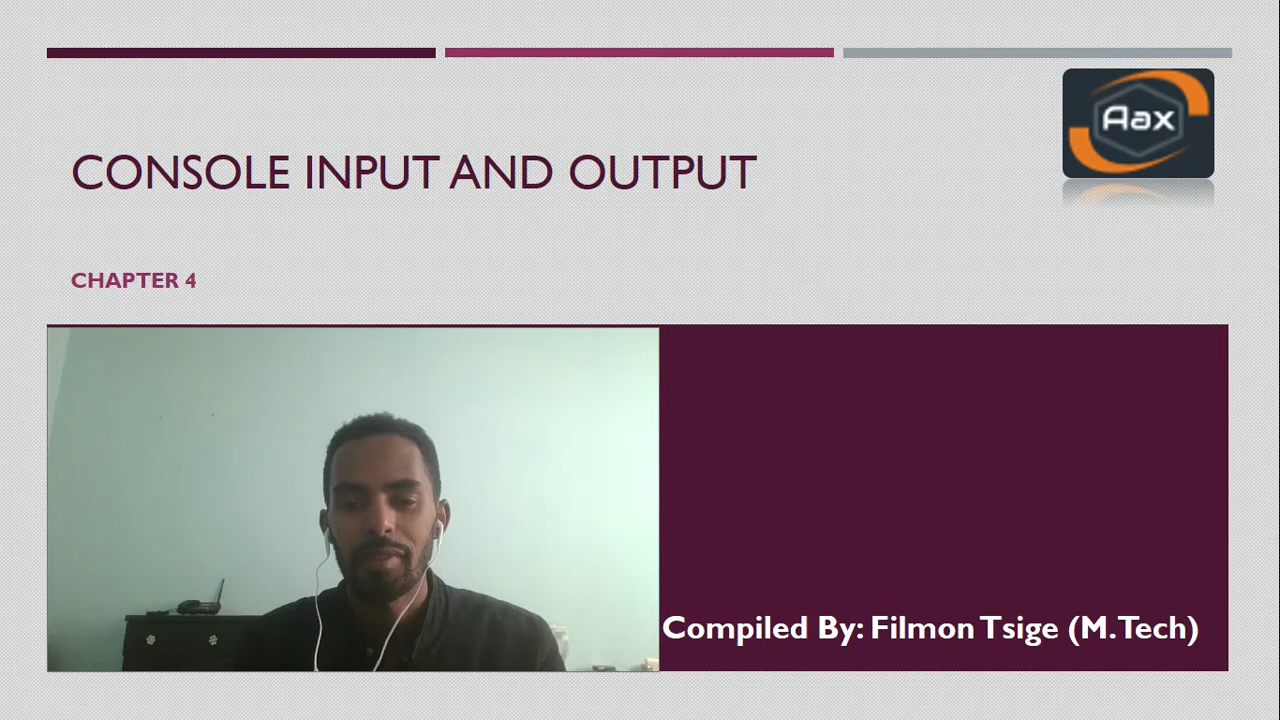 Aax
CONSOLE INPUT AND OUTPUT
CHAPTER 4
Compiled By: Filmon Tsige (M.Tech)